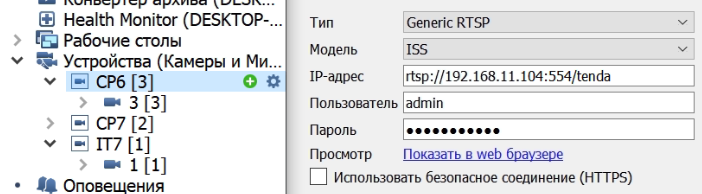 Конвертер архива (DESK...
Health Monitor (DESKTOP-...
Рабочие столы
Устройства (Камеры и Ми...
CP6 [3]
3 [3]
CP7 [2]
IT7 [1]
1 [1]
Оповещения
Тип Generic RTSP
Модель ISS
IP-адрес rtsp://192.168.11.104:554/tenda
Пользователь admin
Пароль ●●●●●●●●●●●
Просмотр Показать в web браузере
Использовать безопасное соединение (HTTPS)